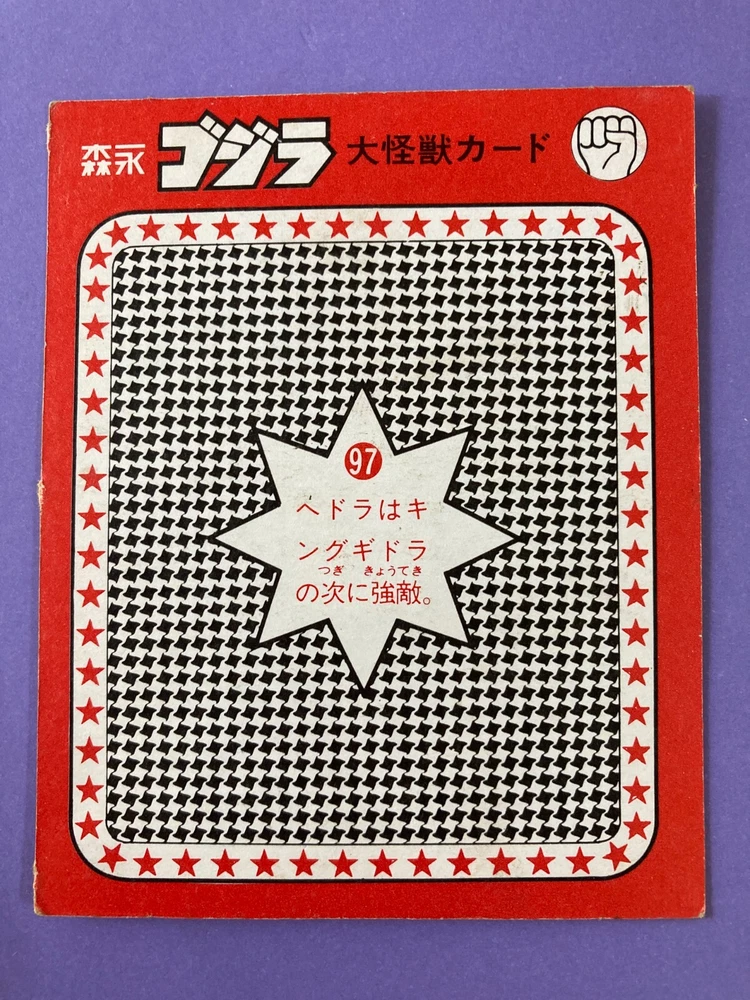 森永 ゴジラ 大怪獣カード
97
ヘドラはキ
ングギドラ
つぎ きょうてき
の次に強敵。